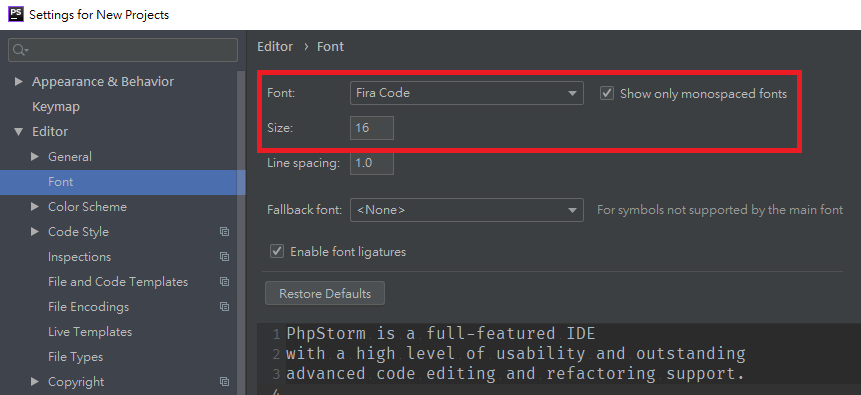 PS Settings for New Projects
Editor › Font
Appearance & Behavior
Keymap
Editor
General
Font
Color Scheme
Code Style
Inspections
File and Code Templates
File Encodings
Live Templates
File Types
Copyright
Font: Fira Code Show only monospaced fonts
Size: 16
Line spacing: 1.0
Fallback font: <None> For symbols not supported by the main font
Enable font ligatures
Restore Defaults
1 PhpStorm is a full-featured IDE
2 with a high level of usability and outstanding
3 advanced code editing and refactoring support.
4